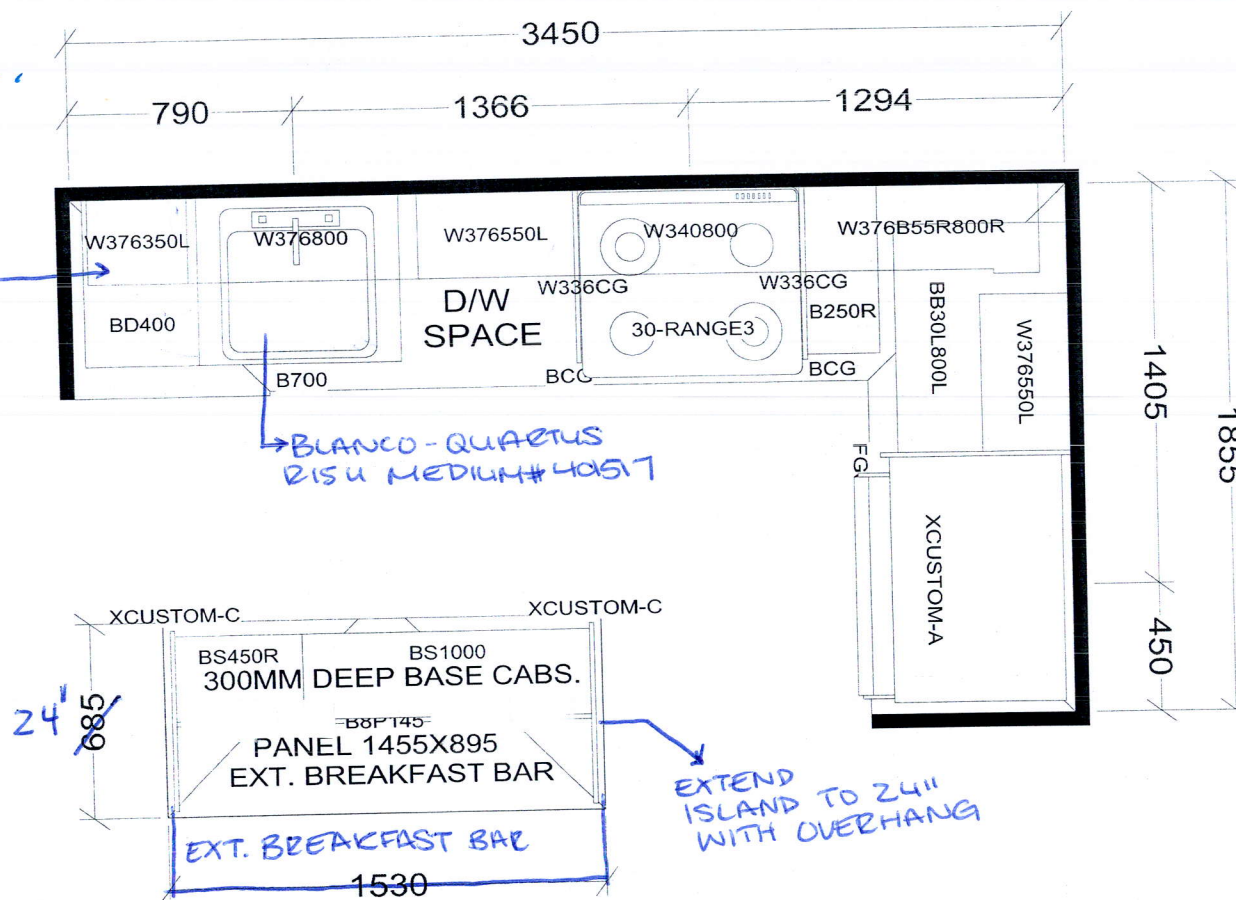 3450
790
1366
1294
W376350L
W376800
W376550L
W340800
W376B55R800R
W336CG
W336CG
BD400
D/W
SPACE
30-RANGE3
B250R
BB30L800L
W376550L
1405
1855
B700
BCG
BCG
BLANCO-QUARTUS
R15 U MEDIUM#401517
FG
XCUSTOM-A
450
XCUSTOM-C
XCUSTOM-C
BS450R
BS1000
300MM DEEP BASE CABS.
24'
685
B8P145
PANEL 1455X895
EXT. BREAKFAST BAR
EXTEND
ISLAND TO 24"
WITH OVERHANG
EXT. BREAKFAST BAR
1530